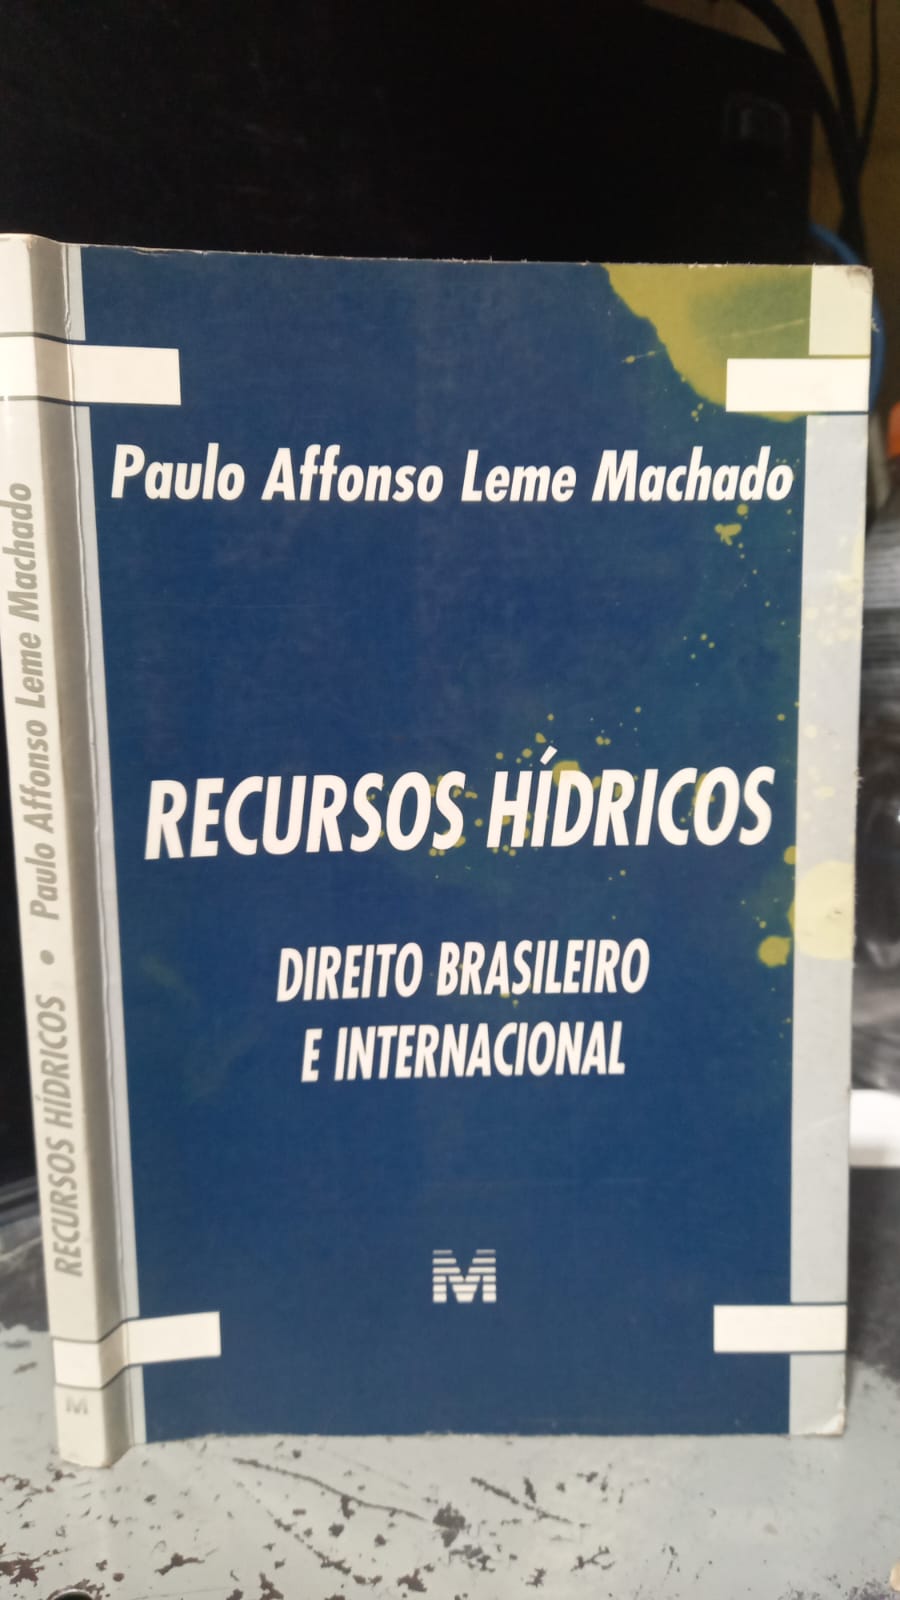 Paulo Affonso Leme Machado
RECURSOS HÍDRICOS
DIREITO BRASILEIRO
E INTERNACIONAL
M
RECURSOS HÍDRICOS • Paulo Affonso Leme Machado
M